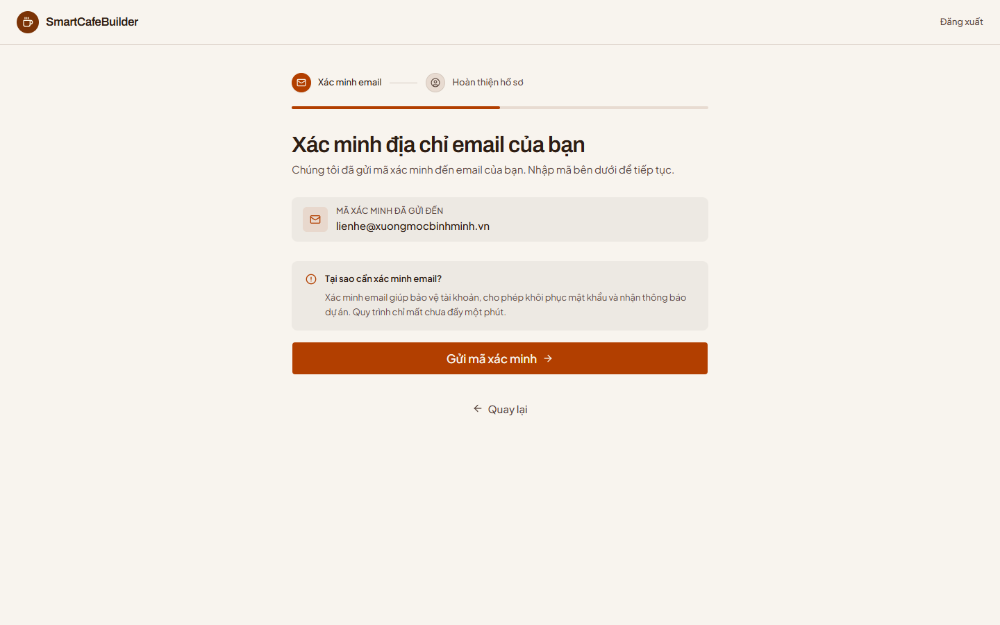 SmartCafeBuilder
Đăng xuất
Xác minh email
Hoàn thiện hồ sơ
Xác minh địa chỉ email của bạn
Chúng tôi đã gửi mã xác minh đến email của bạn. Nhập mã bên dưới để tiếp tục.
MÃ XÁC MINH ĐÃ GỬI ĐẾN
lienhe@xuongmocbinhminh.vn
Tại sao cần xác minh email?
Xác minh email giúp bảo vệ tài khoản, cho phép khôi phục mật khẩu và nhận thông báo
dự án. Quy trình chỉ mất chưa đầy một phút.
Gửi mã xác minh
Quay lại